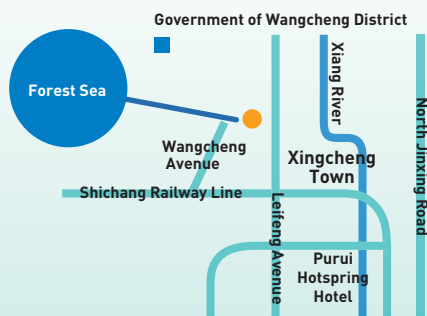 Government of Wangcheng District
Forest Sea
Xiang River
North Jinxing Road
Wangcheng
Avenue
Xingcheng
Town
Shichang Railway Line
Leifeng Avenue
Purui
Hotspring
Hotel